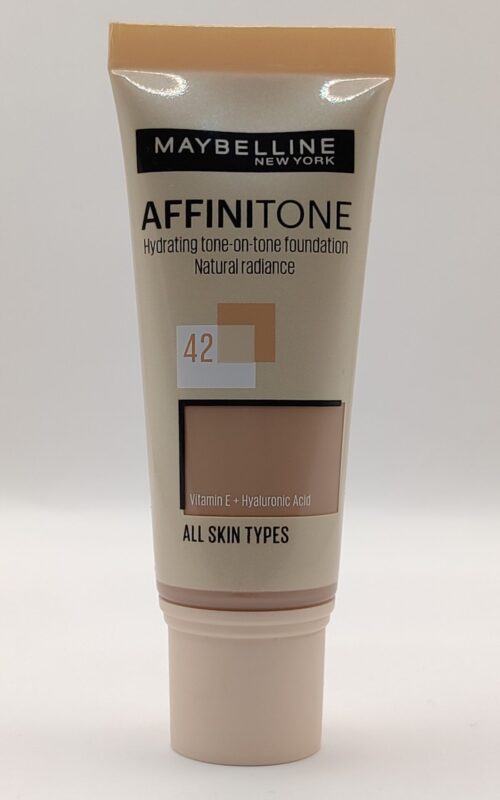 MAYBELLINE
NEW YORK
AFFINITONE
Hydrating tone-on-tone foundation
Natural radiance
42
Vitamin E + Hyaluronic Acid
ALL SKIN TYPES